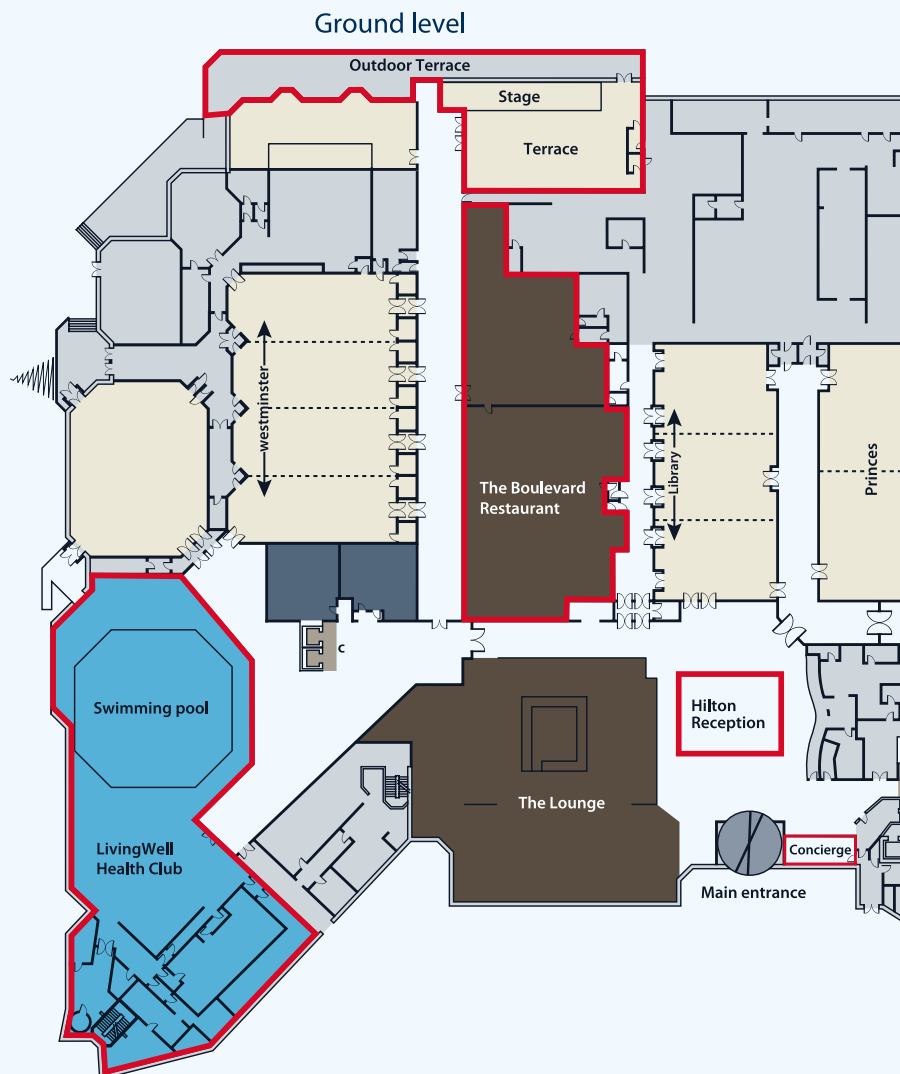 Ground level
Outdoor Terrace
Stage
Terrace
westminster
Library
Princes
The Boulevard
Restaurant
C
Swimming pool
Hilton
Reception
The Lounge
LivingWell
Health Club
Concierge
Main entrance